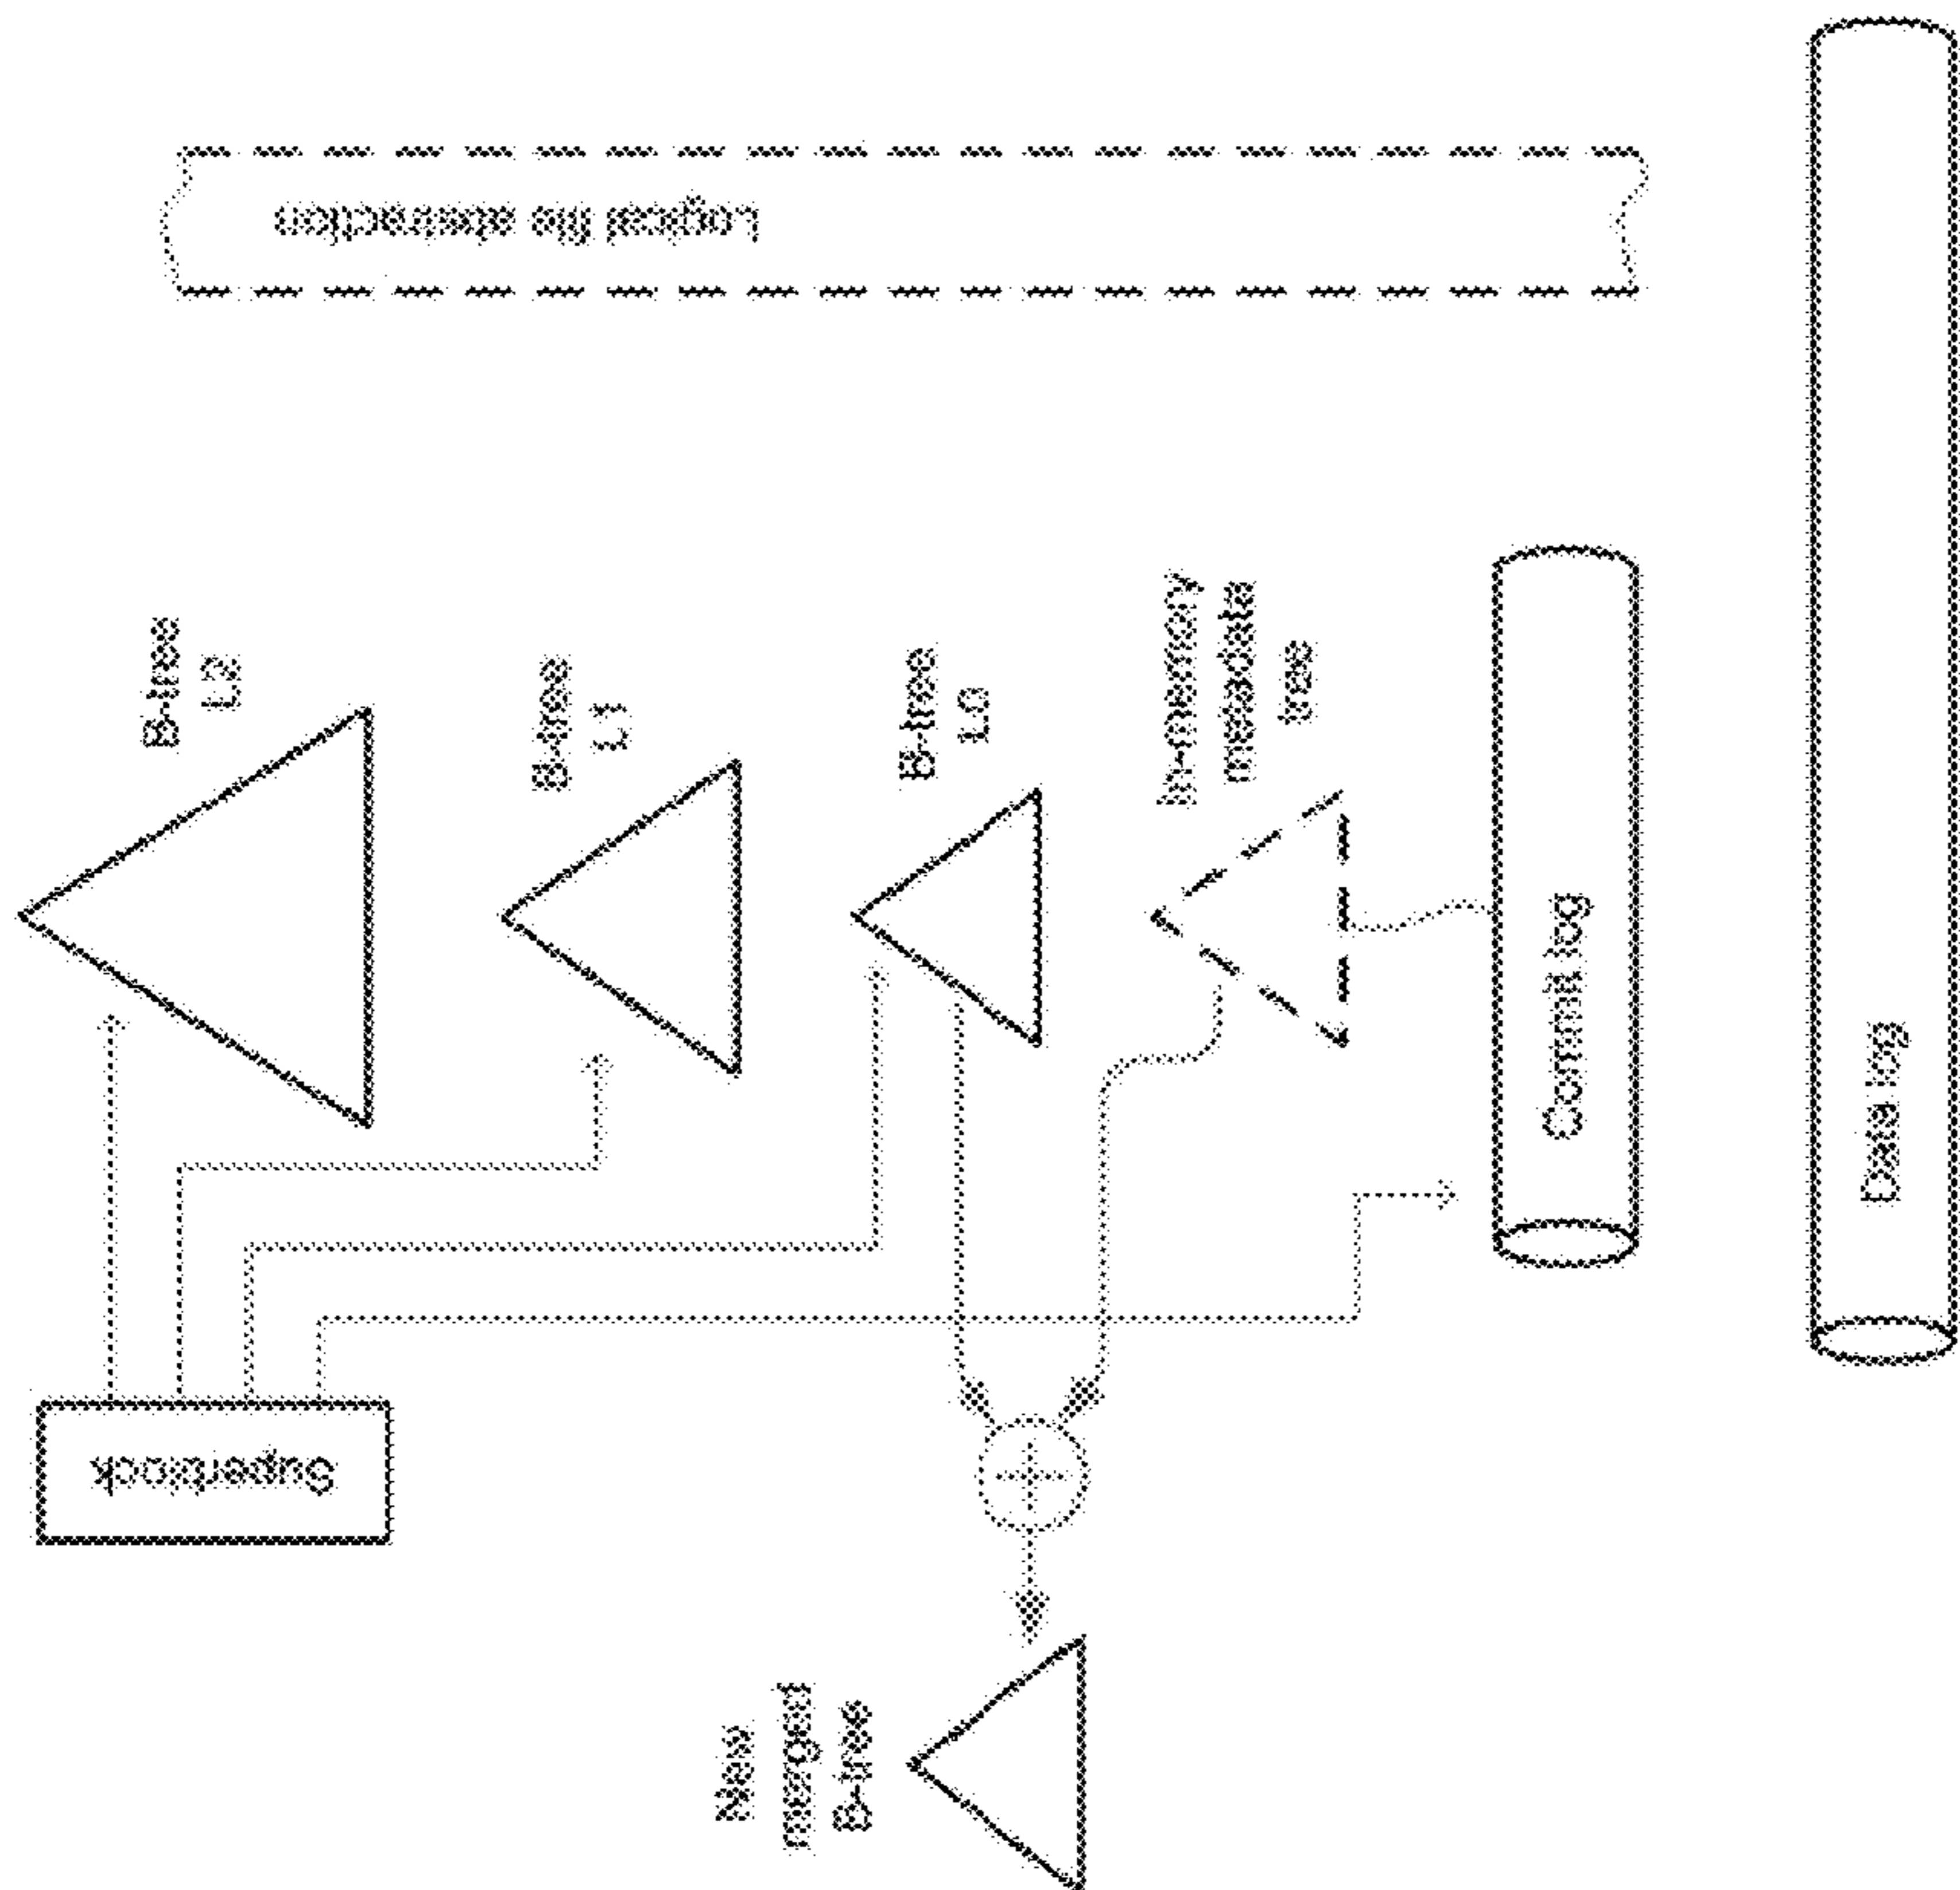 Logical file abstraction
B-tree
L2
B-tree
L1
B-tree
L0
In-memory
metadata
tree
Commit log
Data log
Superblock
New
merged
B-tree